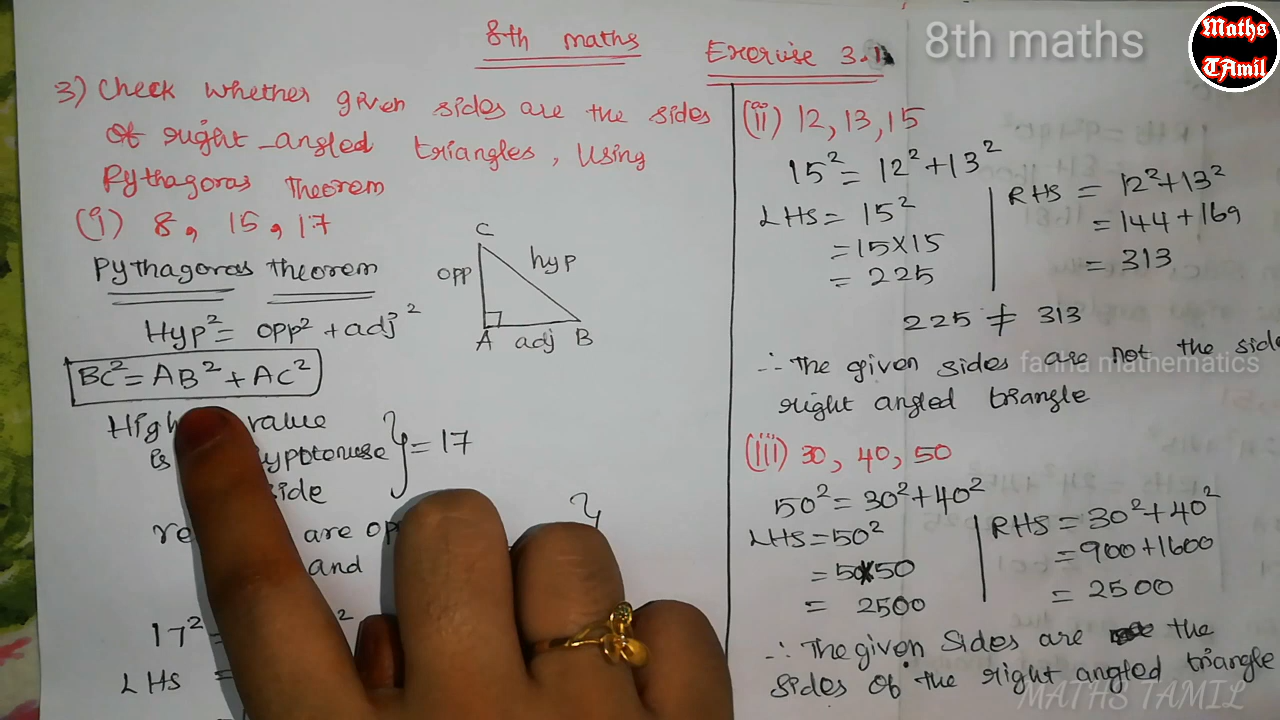 8th maths
Exercise 3.1
8th maths
Maths
TAmil
3) Check whether given sides are the sides
Of right-angled triangles, Using
Pythagoras Theorem
(i) 8, 15, 17
Pythagoras theorem
Hyp² = opp² + adj²
BC² = AB² + AC²
C
opp
hyp
A
adj
B
value
= 17
are
and
17² =
2
LHS =
(ii) 12, 13, 15
15² = 12² + 13²
LHS = 15²
= 15×15
= 225
RHS = 12² + 13²
= 144 + 169
= 313
225 ≠ 313
∴ The given sides are not the side
fanna mathematics
right angled triangle
(iii) 30, 40, 50
50² = 30² + 40²
LHS = 50²
= 50×50
= 2500
RHS = 30² + 40²
= 900 + 1600
= 2500
∴ The given sides are the
sides of the right angled triangle
MATHS TAMIL